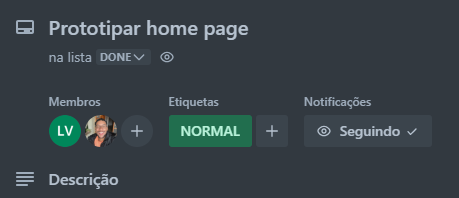 Prototipar home page
na lista DONE
Membros Etiquetas Notificações
LV NORMAL Seguindo
Descrição